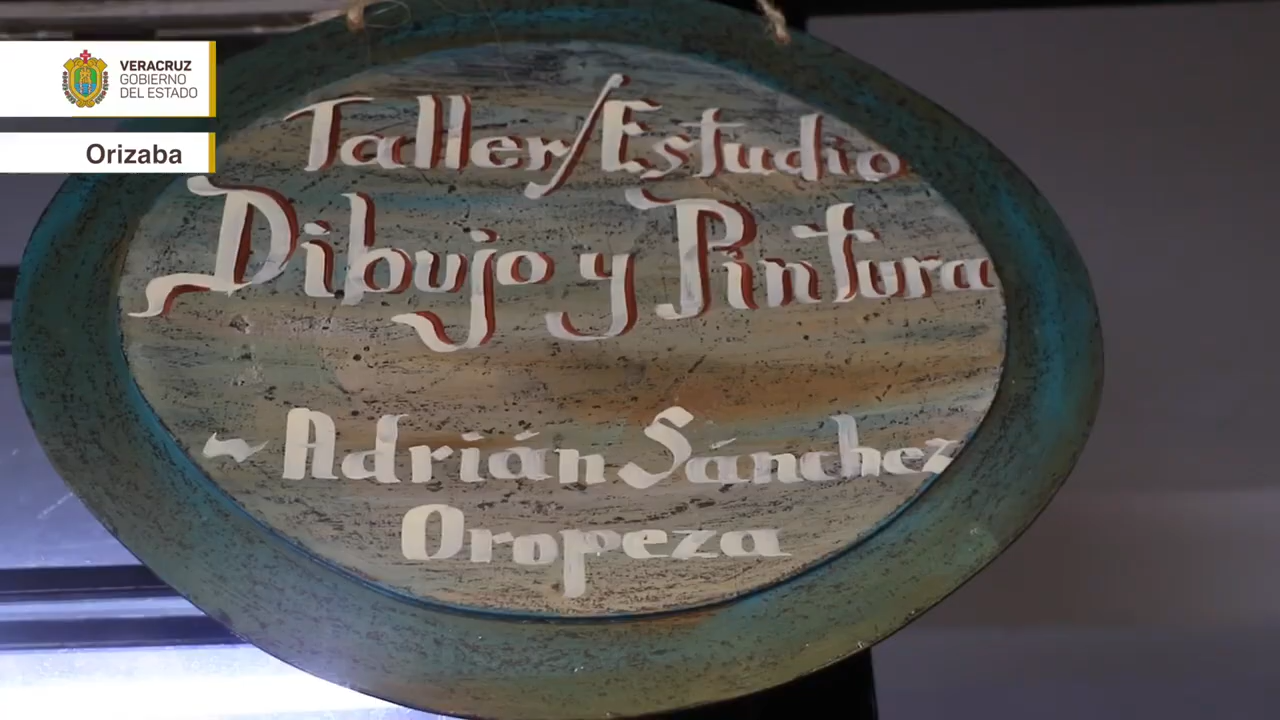 VERACRUZ
GOBIERNO
DEL ESTADO
Orizaba
Taller/Estudio
Dibujo y Pintura
~Adrián Sánchez
Oropeza